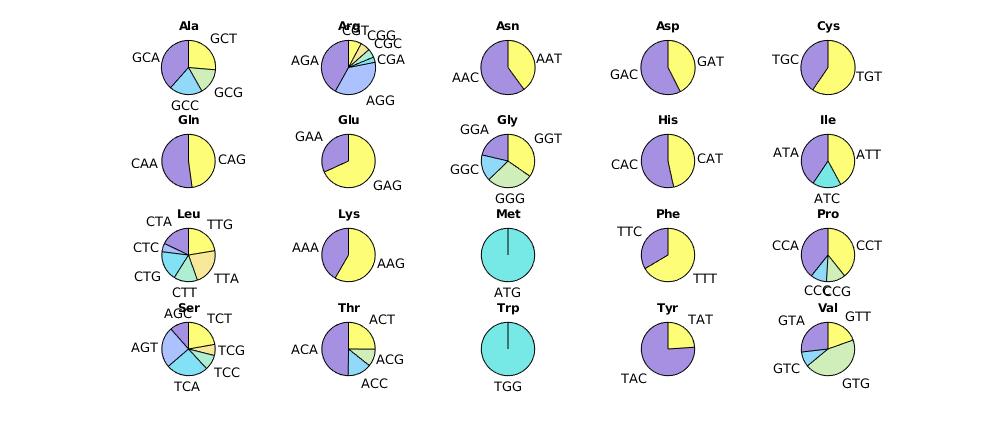 Ala
GCT
GCA
GCG
GCC
Arg
CGT
CGG
CGC
CGA
AGA
AGG
Asn
AAT
AAC
Asp
GAT
GAC
Cys
TGC
TGT
Gln
CAA
CAG
Glu
GAA
GAG
Gly
GGA
GGT
GGC
GGG
His
CAC
CAT
Ile
ATA
ATT
ATC
Leu
CTA
TTG
CTC
CTG
TTA
CTT
Lys
AAA
AAG
Met
ATG
Phe
TTC
TTT
Pro
CCA
CCT
CCC
CCG
Ser
AGC
TCT
AGT
TCG
TCC
TCA
Thr
ACT
ACA
ACG
ACC
Trp
TGG
Tyr
TAT
TAC
Val
GTA
GTT
GTC
GTG